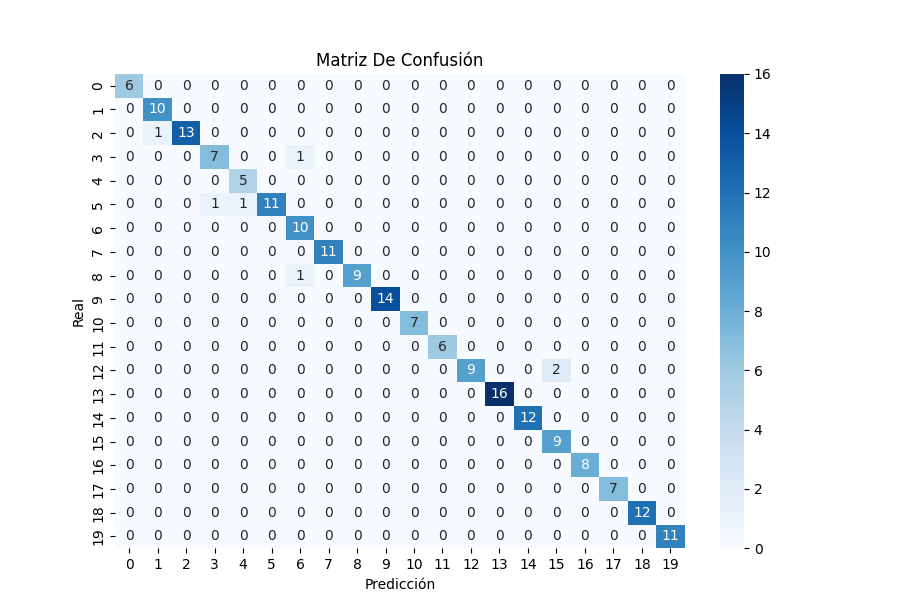 Matriz De Confusión
0 6 0 0 0 0 0 0 0 0 0 0 0 0 0 0 0 0 0 0 0
1 0 10 0 0 0 0 0 0 0 0 0 0 0 0 0 0 0 0 0 0
2 0 1 13 0 0 0 0 0 0 0 0 0 0 0 0 0 0 0 0 0
3 0 0 0 7 0 0 1 0 0 0 0 0 0 0 0 0 0 0 0 0
4 0 0 0 0 5 0 0 0 0 0 0 0 0 0 0 0 0 0 0 0
5 0 0 0 1 1 11 0 0 0 0 0 0 0 0 0 0 0 0 0 0
6 0 0 0 0 0 0 10 0 0 0 0 0 0 0 0 0 0 0 0 0
7 0 0 0 0 0 0 0 11 0 0 0 0 0 0 0 0 0 0 0 0
8 0 0 0 0 0 0 1 0 9 0 0 0 0 0 0 0 0 0 0 0
9 0 0 0 0 0 0 0 0 0 14 0 0 0 0 0 0 0 0 0 0
10 0 0 0 0 0 0 0 0 0 0 7 0 0 0 0 0 0 0 0 0
11 0 0 0 0 0 0 0 0 0 0 0 6 0 0 0 0 0 0 0 0
12 0 0 0 0 0 0 0 0 0 0 0 0 9 0 0 2 0 0 0 0
13 0 0 0 0 0 0 0 0 0 0 0 0 0 16 0 0 0 0 0 0
14 0 0 0 0 0 0 0 0 0 0 0 0 0 0 12 0 0 0 0 0
15 0 0 0 0 0 0 0 0 0 0 0 0 0 0 0 9 0 0 0 0
16 0 0 0 0 0 0 0 0 0 0 0 0 0 0 0 0 8 0 0 0
17 0 0 0 0 0 0 0 0 0 0 0 0 0 0 0 0 0 7 0 0
18 0 0 0 0 0 0 0 0 0 0 0 0 0 0 0 0 0 0 12 0
19 0 0 0 0 0 0 0 0 0 0 0 0 0 0 0 0 0 0 0 11
0 1 2 3 4 5 6 7 8 9 10 11 12 13 14 15 16 17 18 19
Predicción
Real
16
14
12
10
8
6
4
2
0